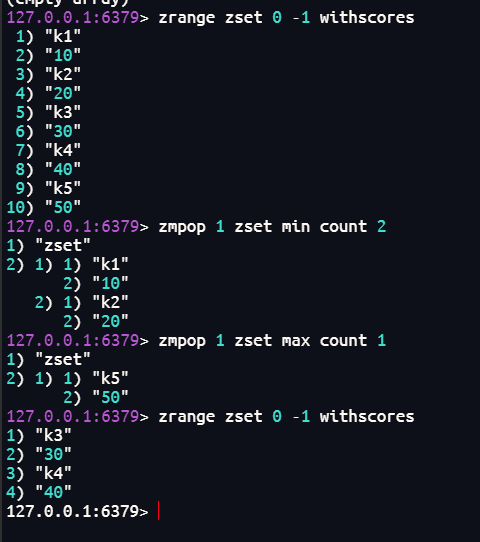 (empty array)
127.0.0.1:6379> zrange zset 0 -1 withscores
 1) "k1"
 2) "10"
 3) "k2"
 4) "20"
 5) "k3"
 6) "30"
 7) "k4"
 8) "40"
 9) "k5"
10) "50"
127.0.0.1:6379> zmpop 1 zset min count 2
1) "zset"
2) 1) 1) "k1"
      2) "10"
   2) 1) "k2"
      2) "20"
127.0.0.1:6379> zmpop 1 zset max count 1
1) "zset"
2) 1) 1) "k5"
      2) "50"
127.0.0.1:6379> zrange zset 0 -1 withscores
1) "k3"
2) "30"
3) "k4"
4) "40"
127.0.0.1:6379>